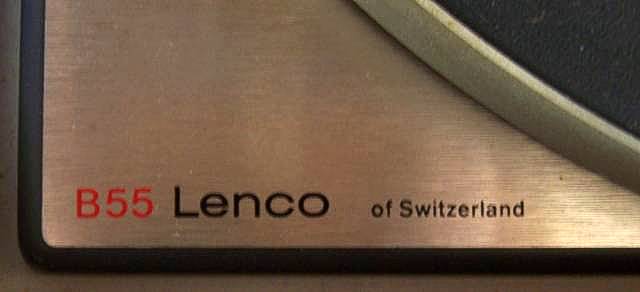 B55 Lenco of Switzerland